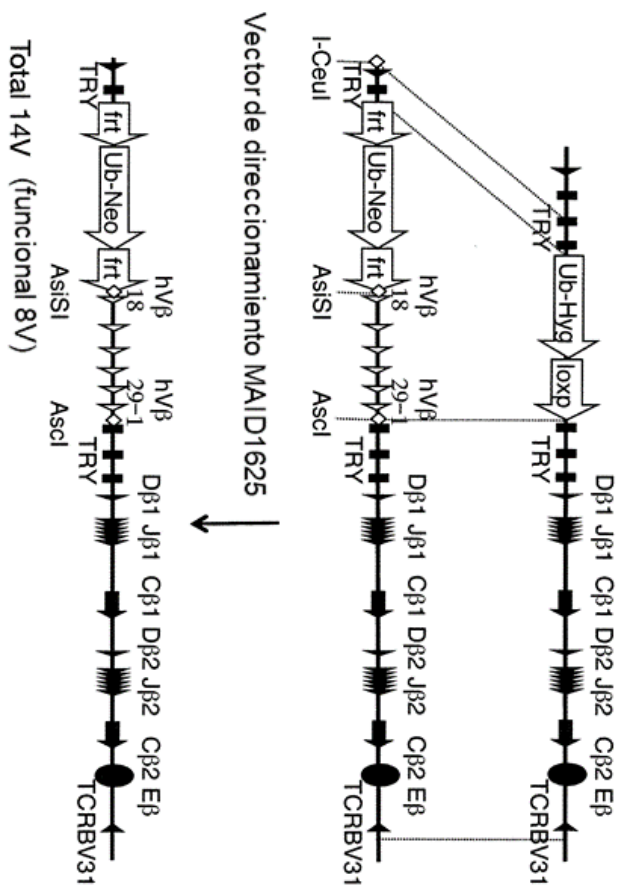 Dβ1 Jβ1 Cβ1 Dβ2 Jβ2 Cβ2 Eβ
Ub-Hyg loxp
TRY TRY TCRBV31
hVβ hVβ
18 29-1 Dβ1 Jβ1 Cβ1 Dβ2 Jβ2 Cβ2 Eβ
frt Ub-Neo frt
TRY TRY TCRBV31
I-CeuI AsiSI AscI
Vector de direccionamiento MAID1625
hVβ hVβ
18 29-1 Dβ1 Jβ1 Cβ1 Dβ2 Jβ2 Cβ2 Eβ
frt Ub-Neo frt
TRY TRY TCRBV31
AsiSI AscI
Total 14V (funcional 8V)